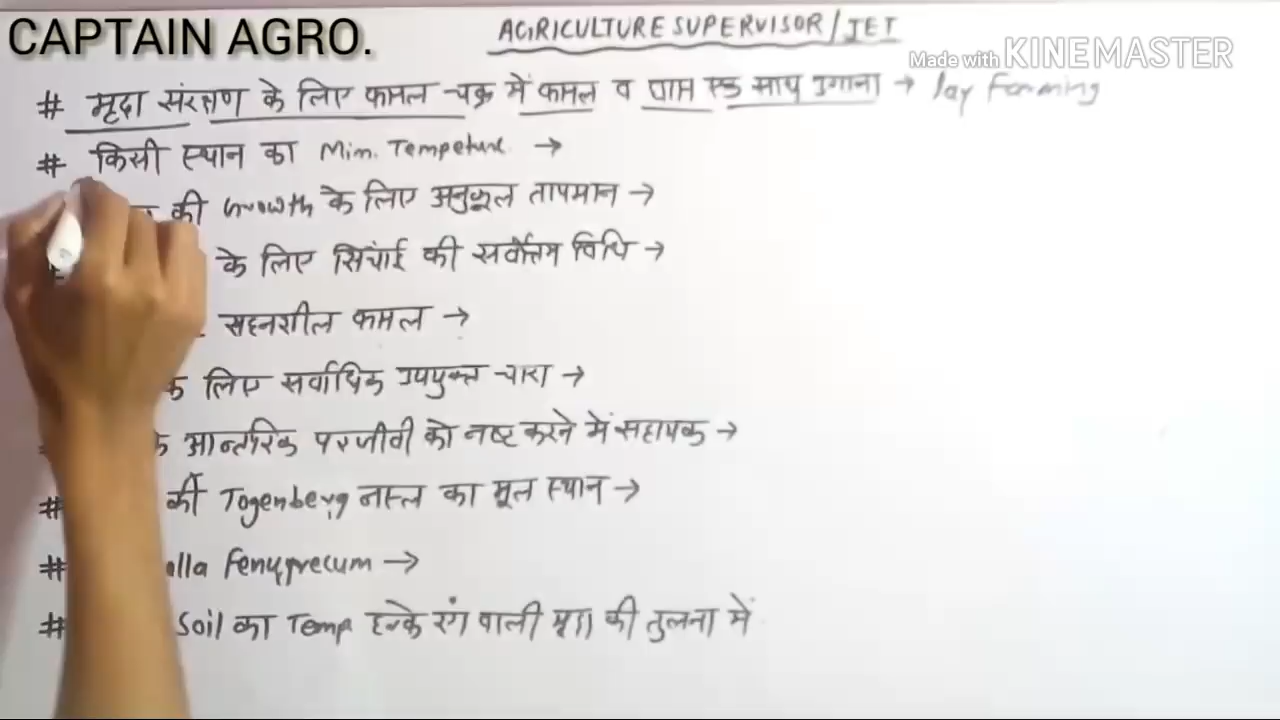 CAPTAIN AGRO.
AGRICULTURE SUPERVISOR/JET
Made with KINEMASTER
# मृदा संरक्षण के लिए फसल-चक्र में फसल व घास एक साथ उगाना → lay Farming
# किसी स्थान का Mim. Tempeture →
की Growth के लिए अनुकूल तापमान →
के लिए सिंचाई की सर्वोत्तम विधि →
सहनशील फसल →
के लिए सर्वाधिक उपयुक्त चारा →
के आन्तरिक परजीवी को नष्ट करने में सहायक →
# की Togenberg नस्ल का मूल स्थान →
# alla Fenugrecum →
# Soil का Temp हल्के रंग वाली मृदा की तुलना में